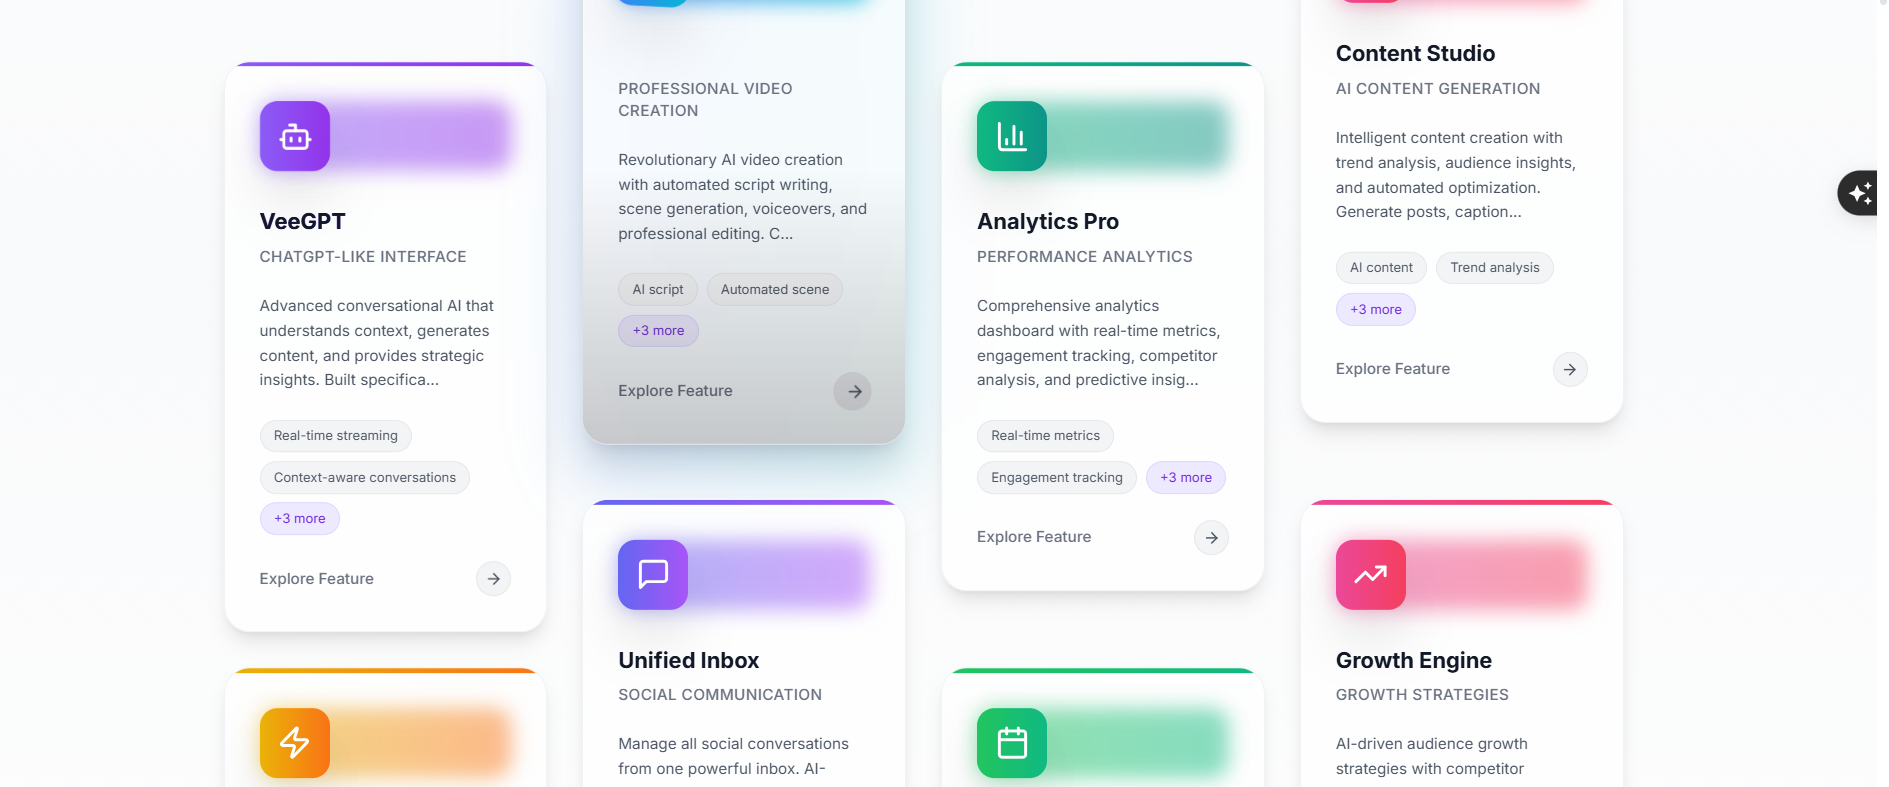 VeeGPT
CHATGPT-LIKE INTERFACE
Advanced conversational AI that
understands context, generates
content, and provides strategic
insights. Built specifica...
Real-time streaming
Context-aware conversations
+3 more
Explore Feature
PROFESSIONAL VIDEO
CREATION
Revolutionary AI video creation
with automated script writing,
scene generation, voiceovers, and
professional editing. C...
AI script
Automated scene
+3 more
Explore Feature
Unified Inbox
SOCIAL COMMUNICATION
Manage all social conversations
from one powerful inbox. AI-
Analytics Pro
PERFORMANCE ANALYTICS
Comprehensive analytics
dashboard with real-time metrics,
engagement tracking, competitor
analysis, and predictive insig...
Real-time metrics
Engagement tracking
+3 more
Explore Feature
Content Studio
AI CONTENT GENERATION
Intelligent content creation with
trend analysis, audience insights,
and automated optimization.
Generate posts, caption...
AI content
Trend analysis
+3 more
Explore Feature
Growth Engine
GROWTH STRATEGIES
AI-driven audience growth
strategies with competitor